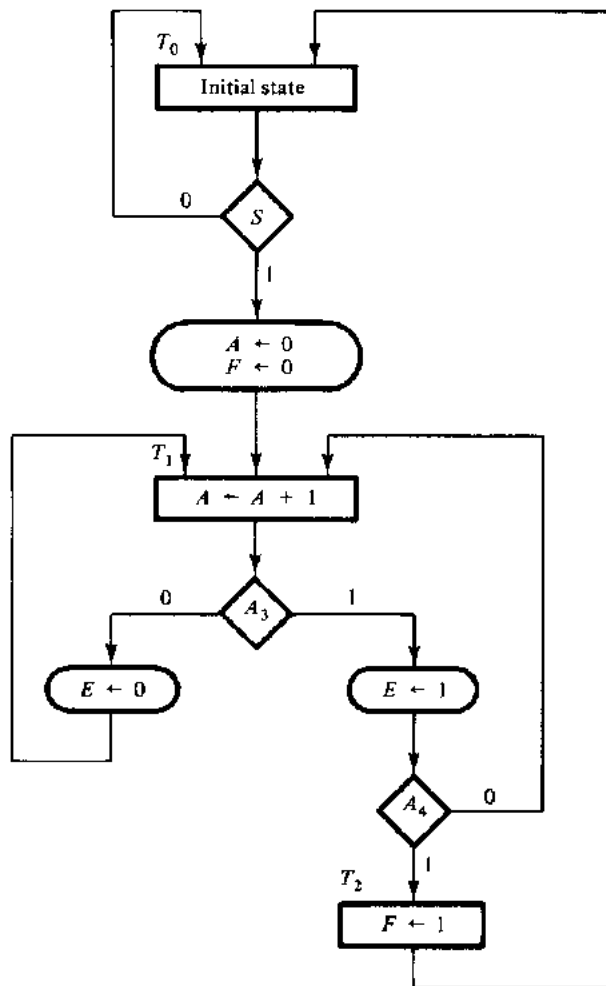 T₀
Initial state
0
S
1
A ← 0
F ← 0
T₁
A ← A + 1
0
A₃
1
E ← 0
E ← 1
A₄
0
1
T₂
F ← 1